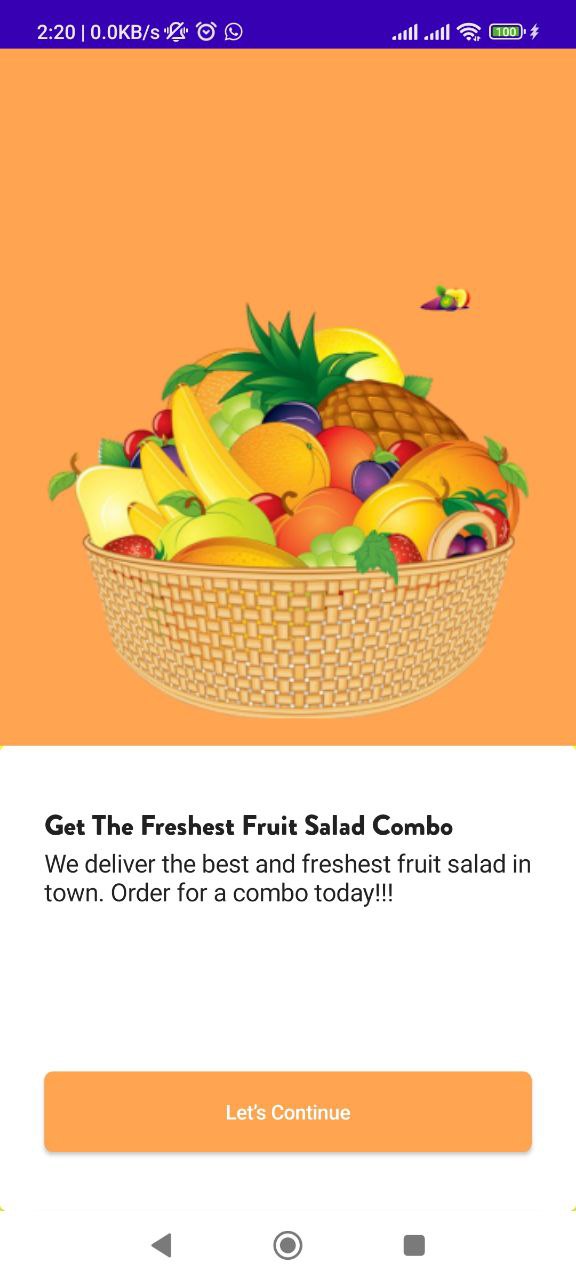 2:20 | 0.0KB/s
100
Get The Freshest Fruit Salad Combo
We deliver the best and freshest fruit salad in
town. Order for a combo today!!!
Let's Continue